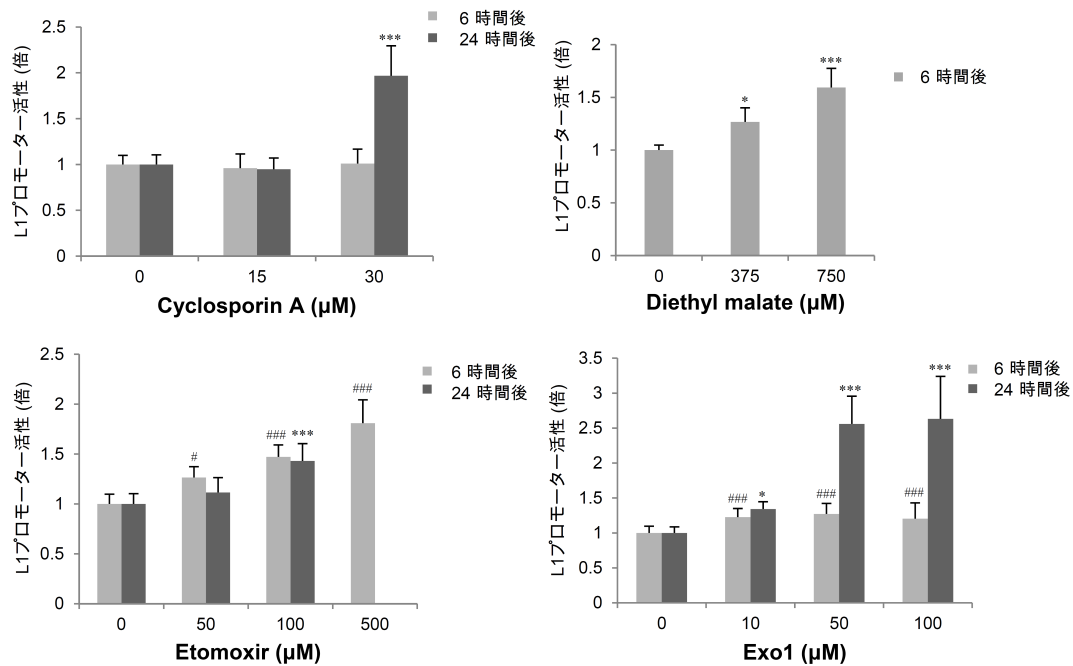 L1プロモーター活性 (倍)
2.5
2
1.5
1
0.5
0
6 時間後
24 時間後
***
0 15 30
Cyclosporin A (µM)
L1プロモーター活性 (倍)
2
1.5
1
0.5
0
6 時間後
* ***
0 375 750
Diethyl malate (µM)
L1プロモーター活性 (倍)
2.5
2
1.5
1
0.5
0
6 時間後
24 時間後
# ### *** ###
0 50 100 500
Etomoxir (µM)
L1プロモーター活性 (倍)
3.5
3
2.5
2
1.5
1
0.5
0
6 時間後
24 時間後
### * ### *** ### ***
0 10 50 100
Exo1 (µM)